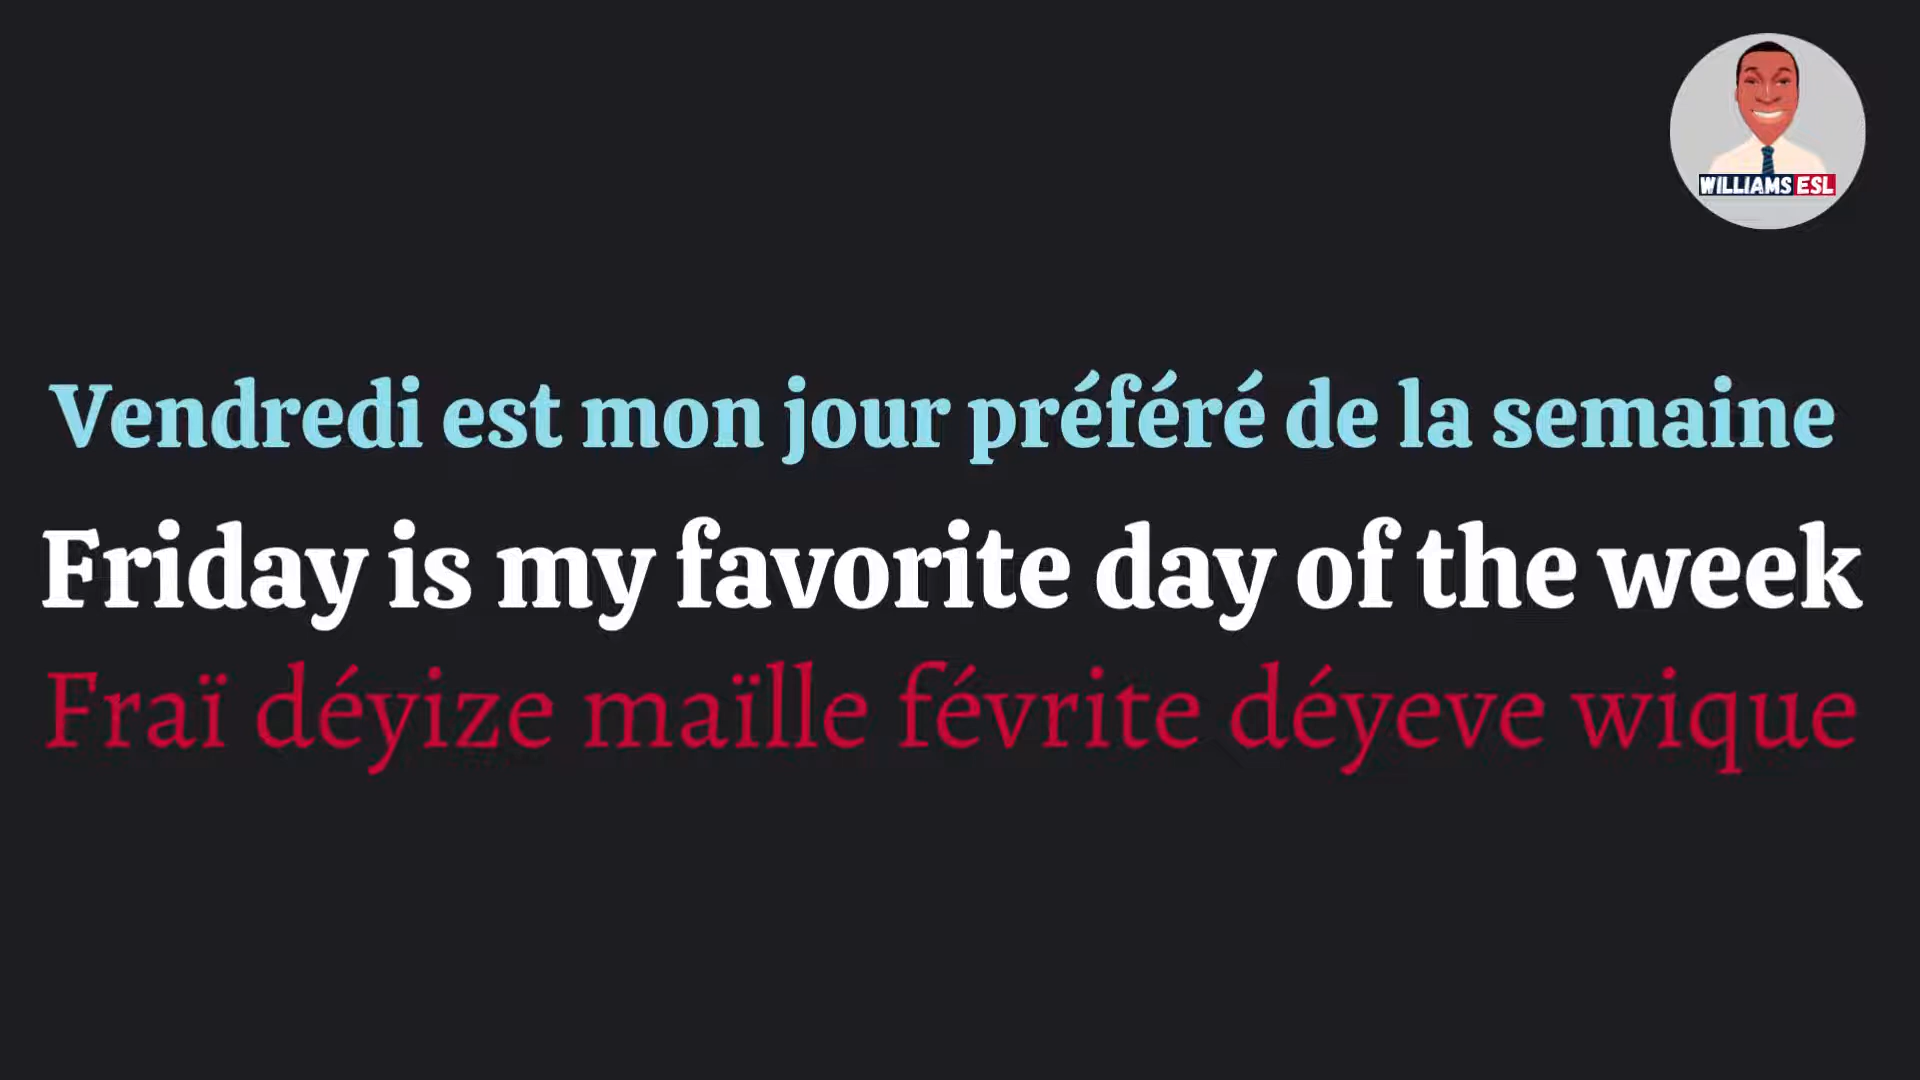 WILLIAMS ESL
Vendredi est mon jour préféré de la semaine
Friday is my favorite day of the week
Fraï déyize maïlle févrite déyeve wique